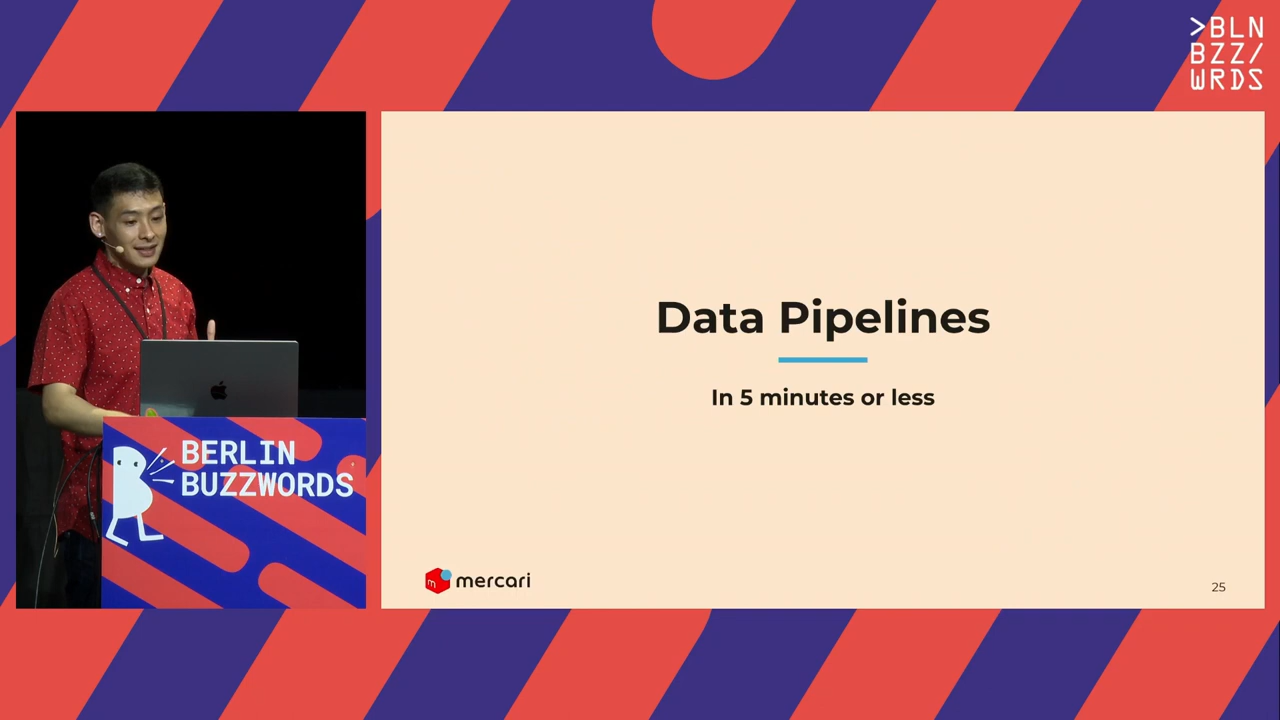 >BLN
BZZ/
WRDS
Data Pipelines
In 5 minutes or less
BERLIN
BUZZWORDS
m mercari
25